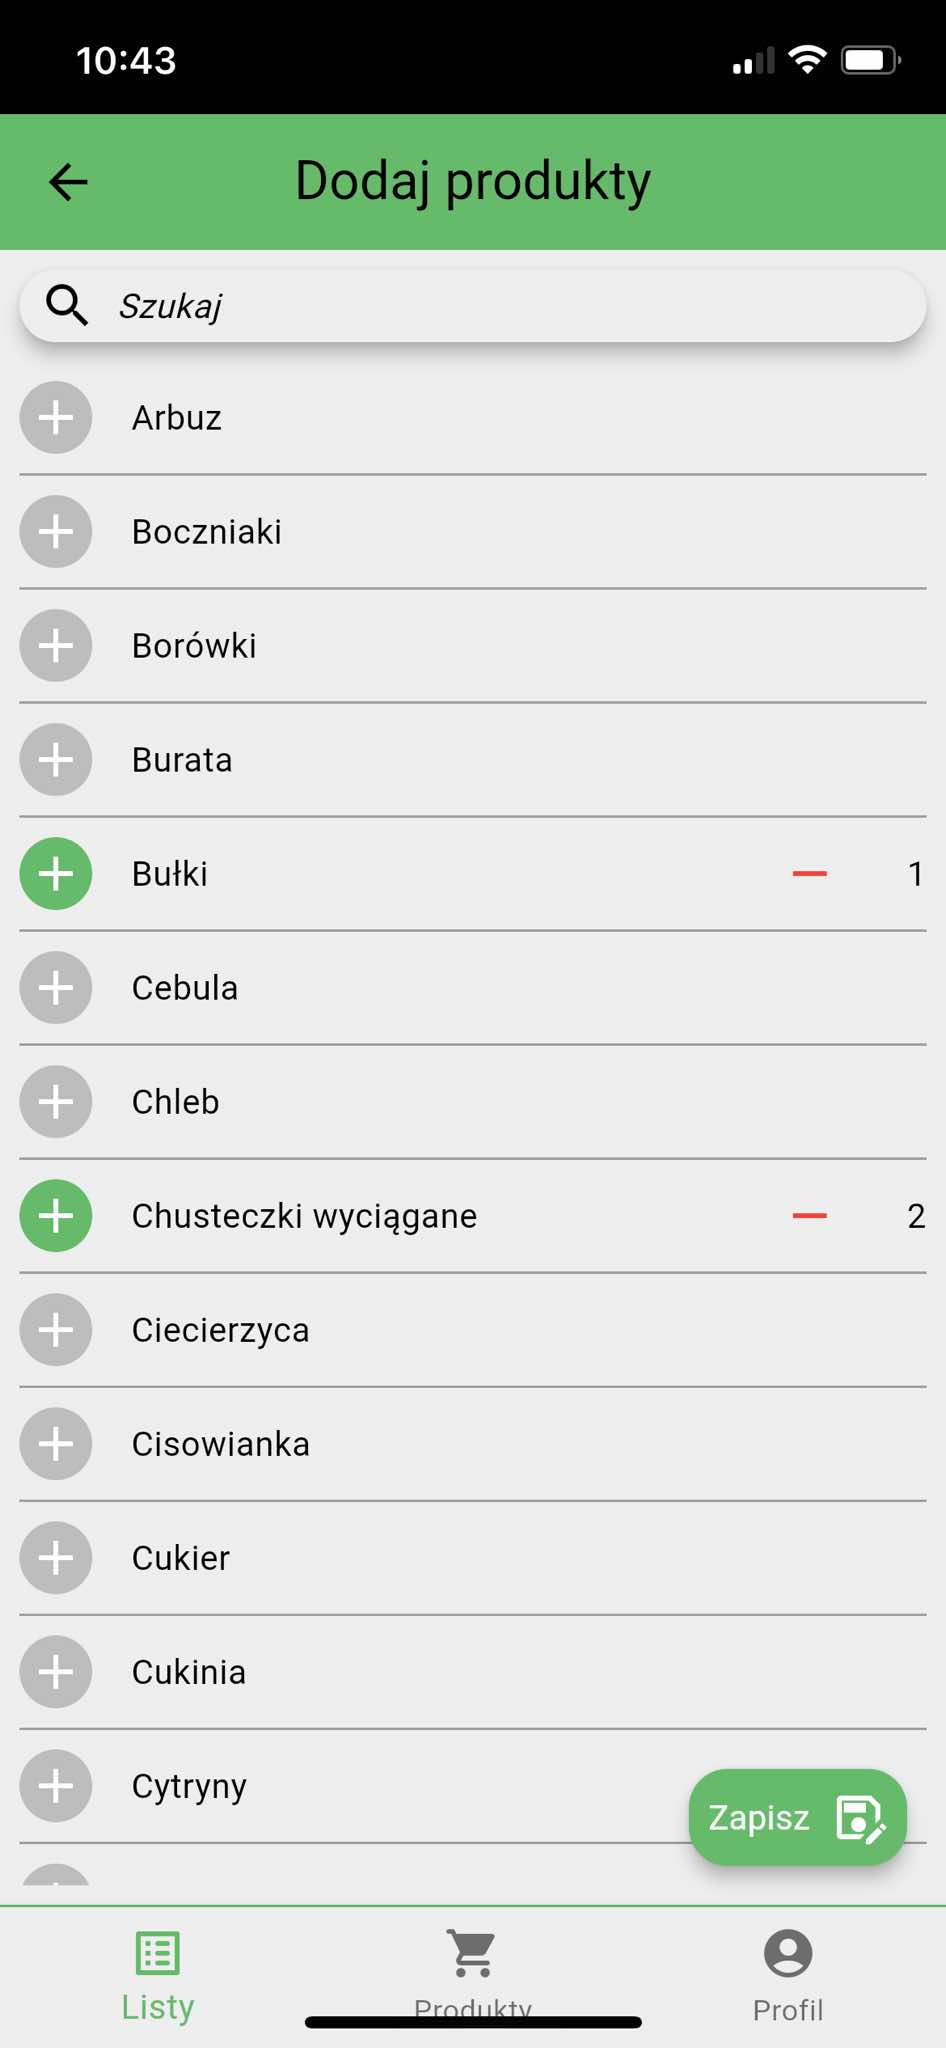 10:43
Dodaj produkty
Szukaj
Arbuz
Boczniaki
Borówki
Burata
Bułki 1
Cebula
Chleb
Chusteczki wyciągane 2
Ciecierzyca
Cisowianka
Cukier
Cukinia
Cytryny
Zapisz
Listy Produkty Profil